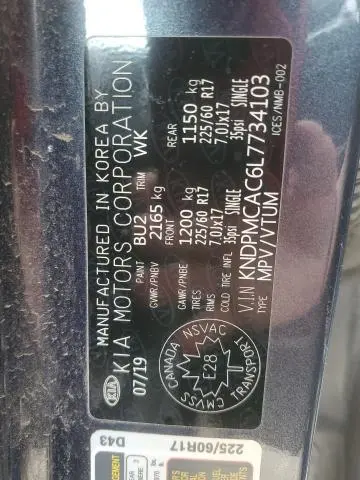 MANUFACTURED IN KOREA BY
KIA MOTORS CORPORATION
KIA
07/19 PAINT BU2 TRIM WK
GVWR/PNBV 2165 kg
GAWR/PNBE 1200 kg REAR 1150 kg
TIRES 225/60 R17 225/60 R17
RIMS 7.0Jx17 7.0Jx17
COLD TIRE INFL 35psi SINGLE 35psi SINGLE
V.I.N KNDPMCAC6L7734103
TYPE MPV/VTUM ICES/NMB-002
CANADA NSVAC
E28
CMVSS TRANSPORT
D43
225/60R17